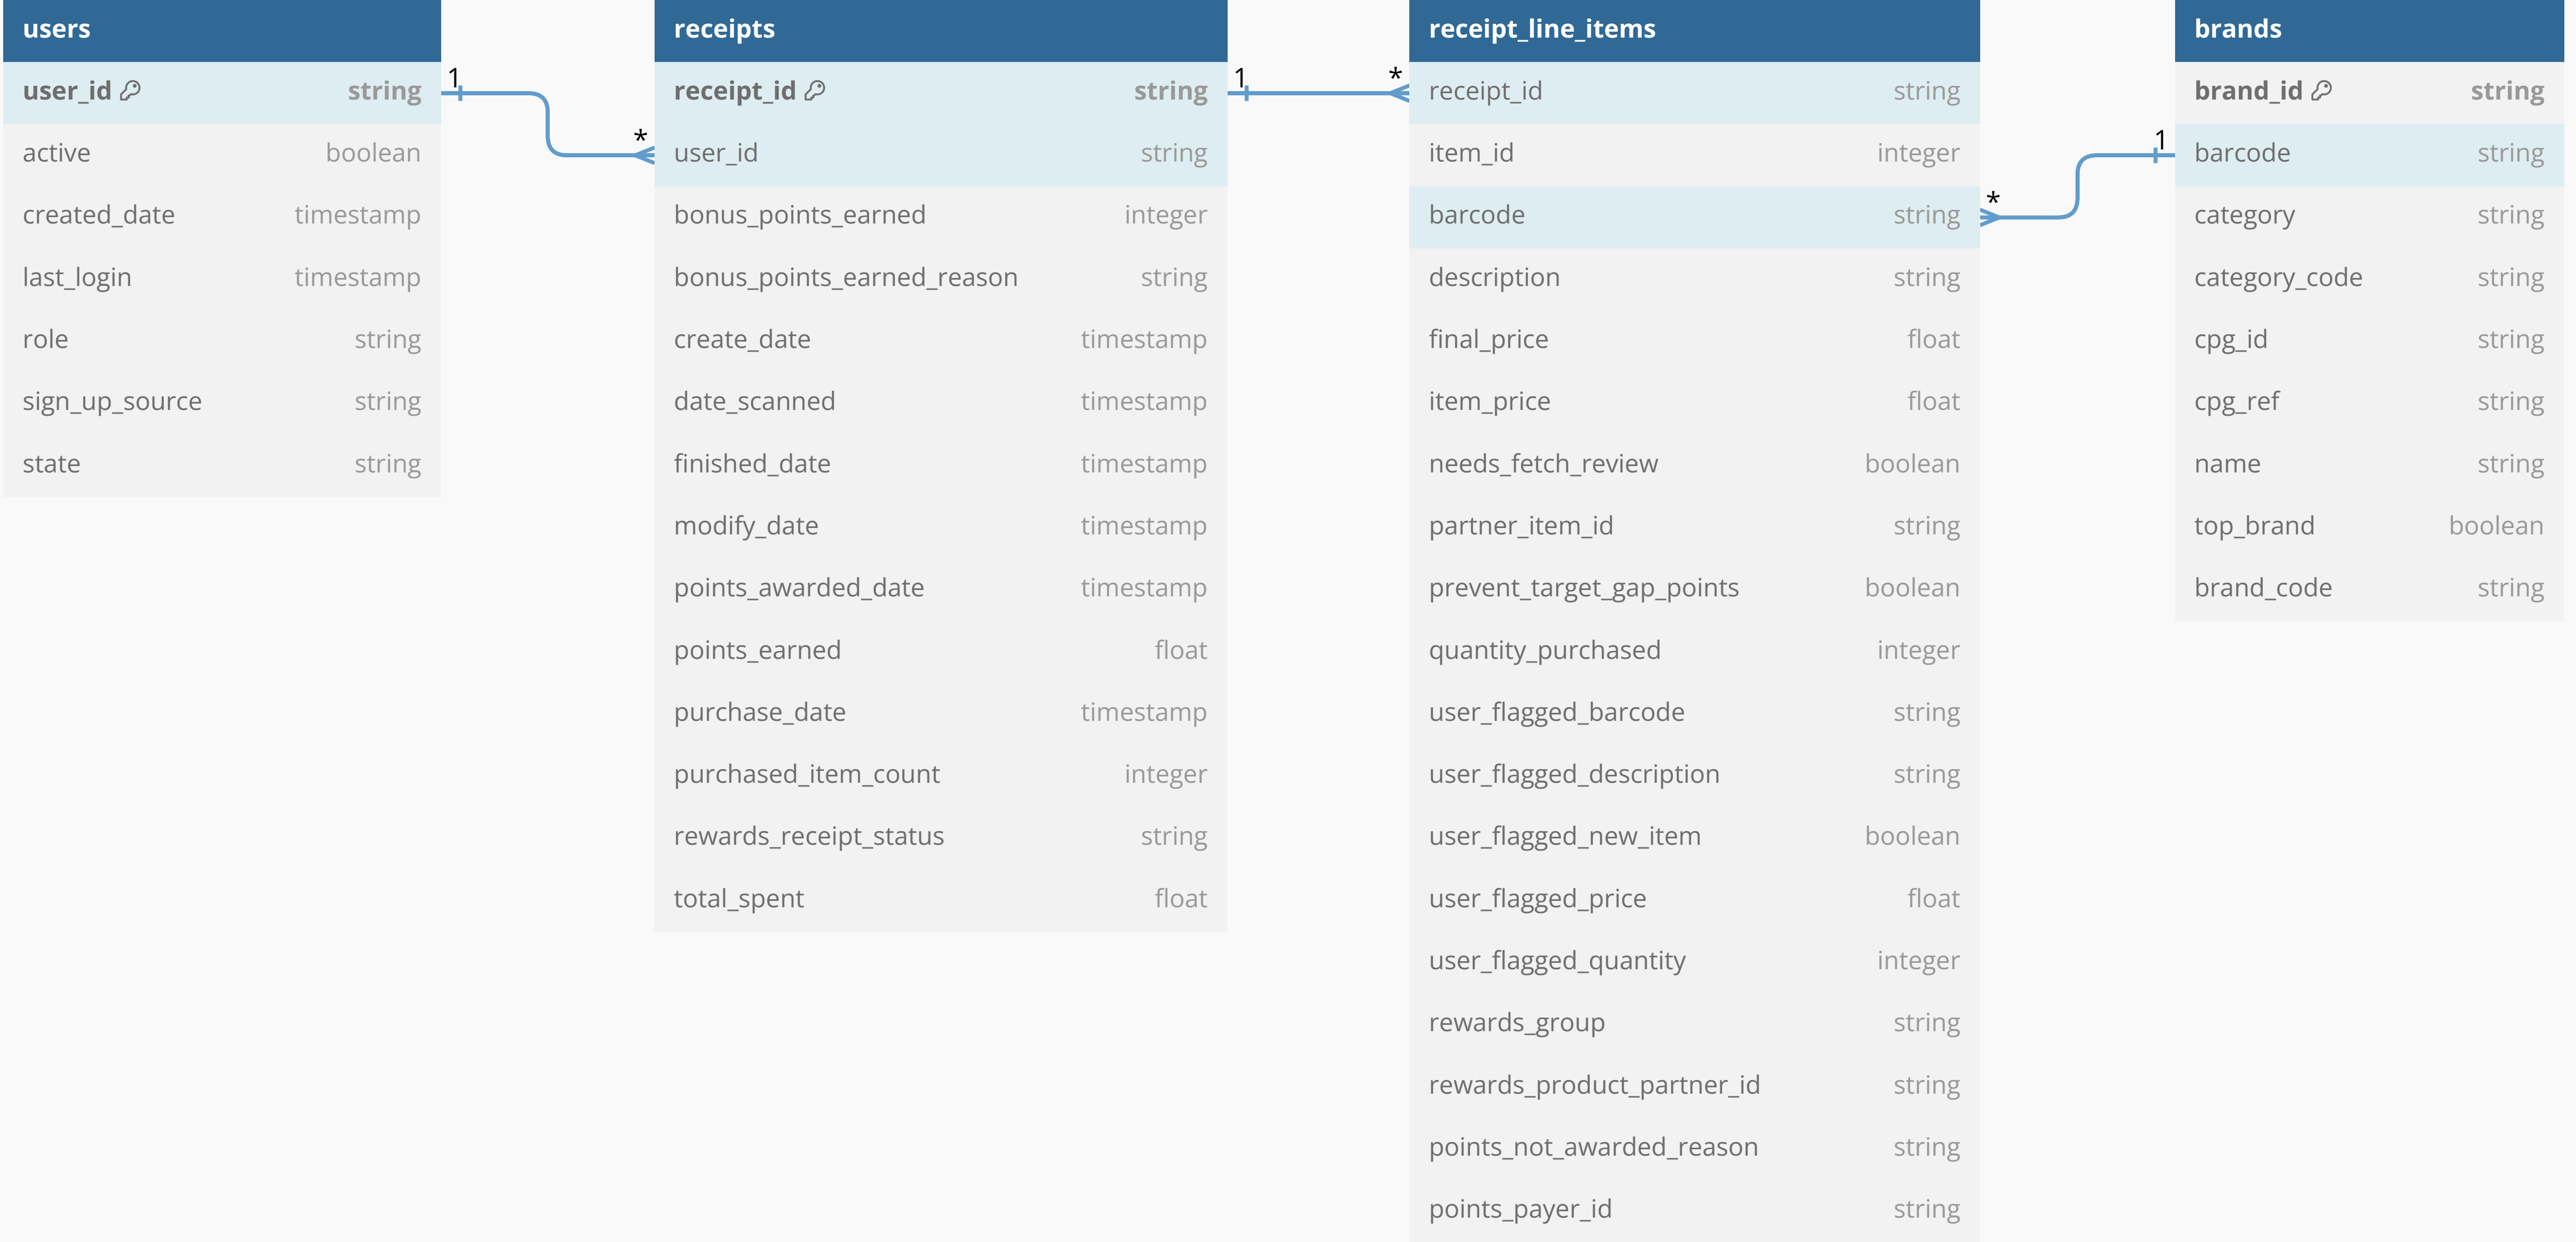 users
user_id string
active boolean
created_date timestamp
last_login timestamp
role string
sign_up_source string
state string
1
*
receipts
receipt_id string
user_id string
bonus_points_earned integer
bonus_points_earned_reason string
create_date timestamp
date_scanned timestamp
finished_date timestamp
modify_date timestamp
points_awarded_date timestamp
points_earned float
purchase_date timestamp
purchased_item_count integer
rewards_receipt_status string
total_spent float
1
*
receipt_line_items
receipt_id string
item_id integer
barcode string
description string
final_price float
item_price float
needs_fetch_review boolean
partner_item_id string
prevent_target_gap_points boolean
quantity_purchased integer
user_flagged_barcode string
user_flagged_description string
user_flagged_new_item boolean
user_flagged_price float
user_flagged_quantity integer
rewards_group string
rewards_product_partner_id string
points_not_awarded_reason string
points_payer_id string
*
1
brands
brand_id string
barcode string
category string
category_code string
cpg_id string
cpg_ref string
name string
top_brand boolean
brand_code string